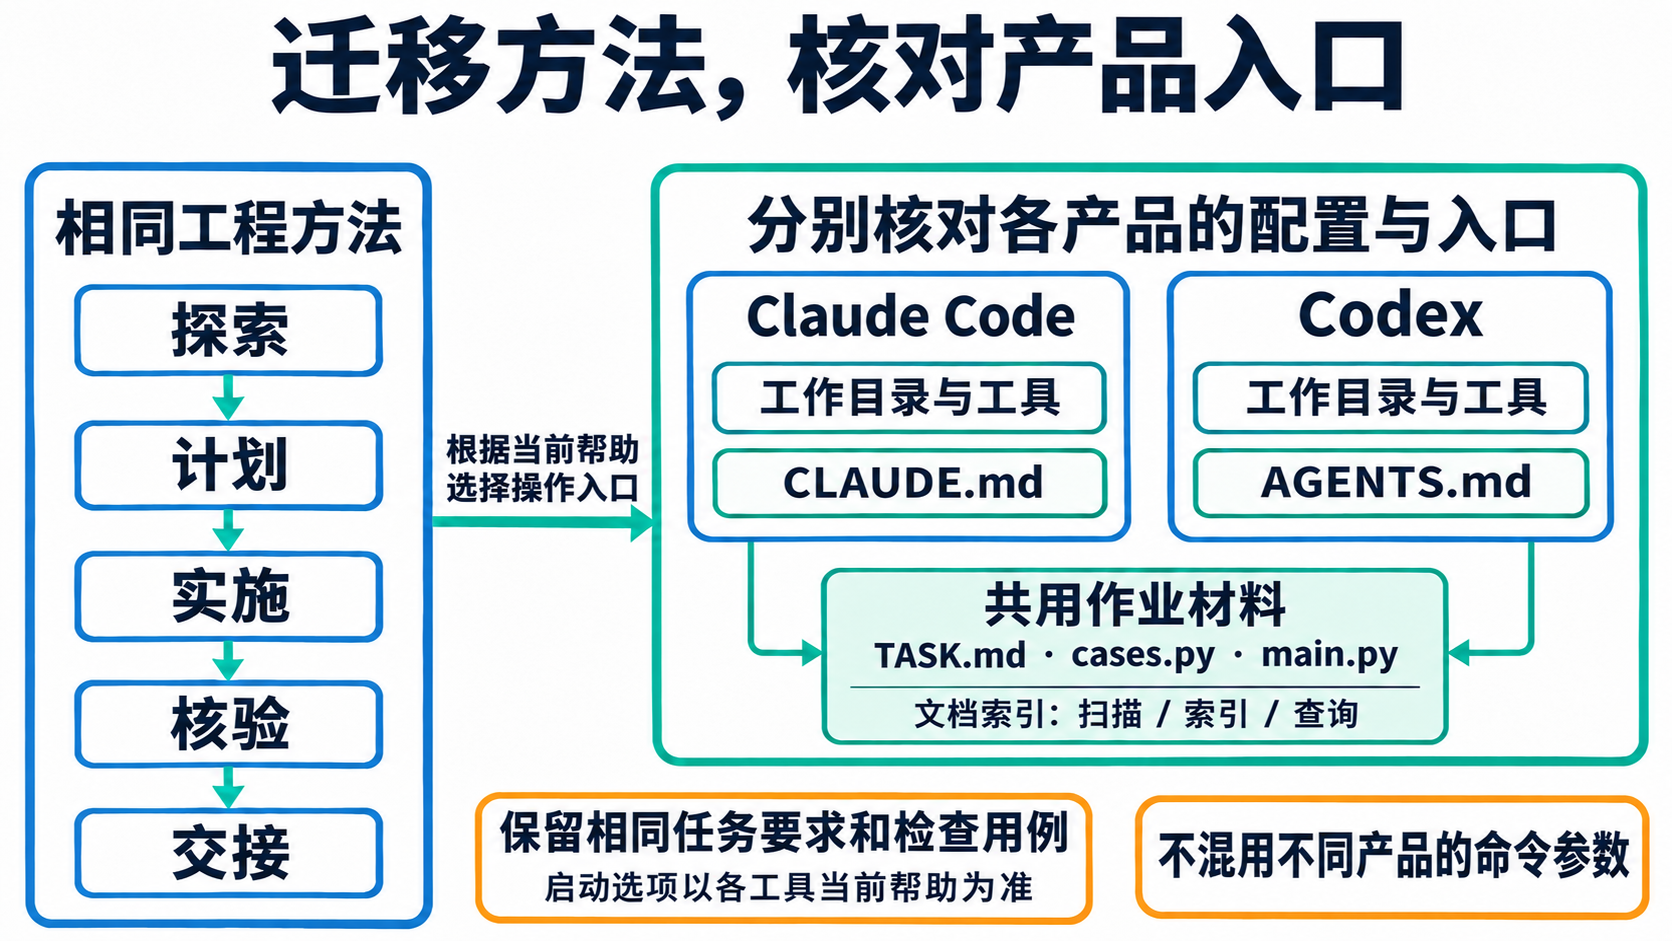 迁移方法，核对产品入口
相同工程方法
探索
计划
实施
核验
交接
根据当前帮助
选择操作入口
分别核对各产品的配置与入口
Claude Code
工作目录与工具
CLAUDE.md
Codex
工作目录与工具
AGENTS.md
共用作业材料
TASK.md · cases.py · main.py
文档索引：扫描 / 索引 / 查询
保留相同任务要求和检查用例
启动选项以各工具当前帮助为准
不混用不同产品的命令参数